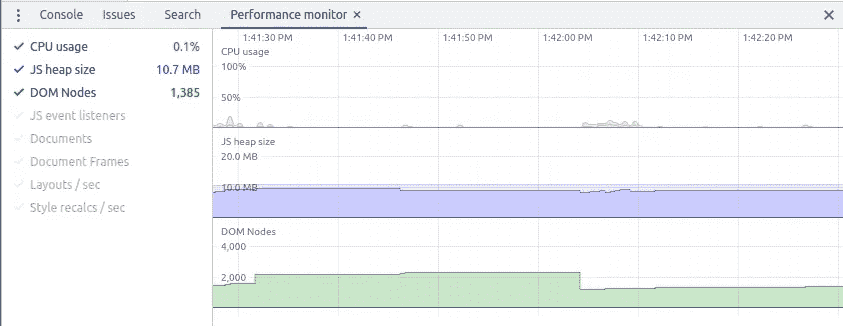 Console Issues Search Performance monitor ×
CPU usage 0.1%
JS heap size 10.7 MB
DOM Nodes 1,385
JS event listeners
Documents
Document Frames
Layouts / sec
Style recalcs / sec
1:41:30 PM 1:41:40 PM 1:41:50 PM 1:42:00 PM 1:42:10 PM 1:42:20 PM
CPU usage
100%
50%
JS heap size
20.0 MB
10.0 MB
DOM Nodes
4,000
2,000